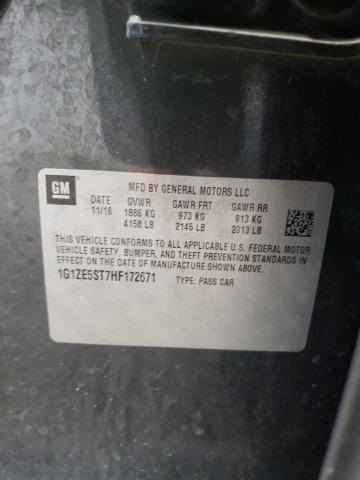 GM
MFD BY GENERAL MOTORS LLC
DATE GVWR GAWR FRT GAWR RR
11/16 1886 KG 973 KG 913 KG
4158 LB 2145 LB 2013 LB
THIS VEHICLE CONFORMS TO ALL APPLICABLE U.S. FEDERAL MOTOR
VEHICLE SAFETY, BUMPER, AND THEFT PREVENTION STANDARDS
IN EFFECT ON THE DATE OF MANUFACTURE SHOWN ABOVE.
1G1ZE5ST7HF172671 TYPE: PASS CAR